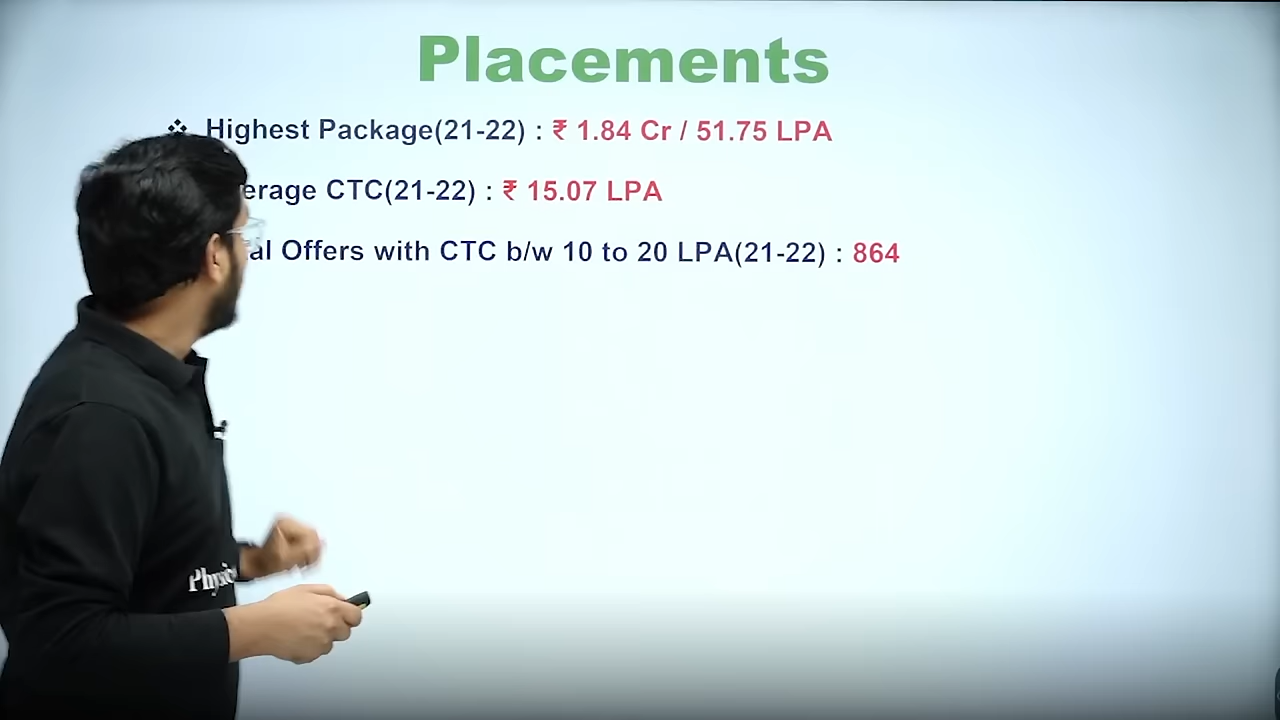 Placements
❖ Highest Package(21-22) : ₹ 1.84 Cr / 51.75 LPA
CTC(21-22) : ₹ 15.07 LPA
Offers with CTC b/w 10 to 20 LPA(21-22) : 864